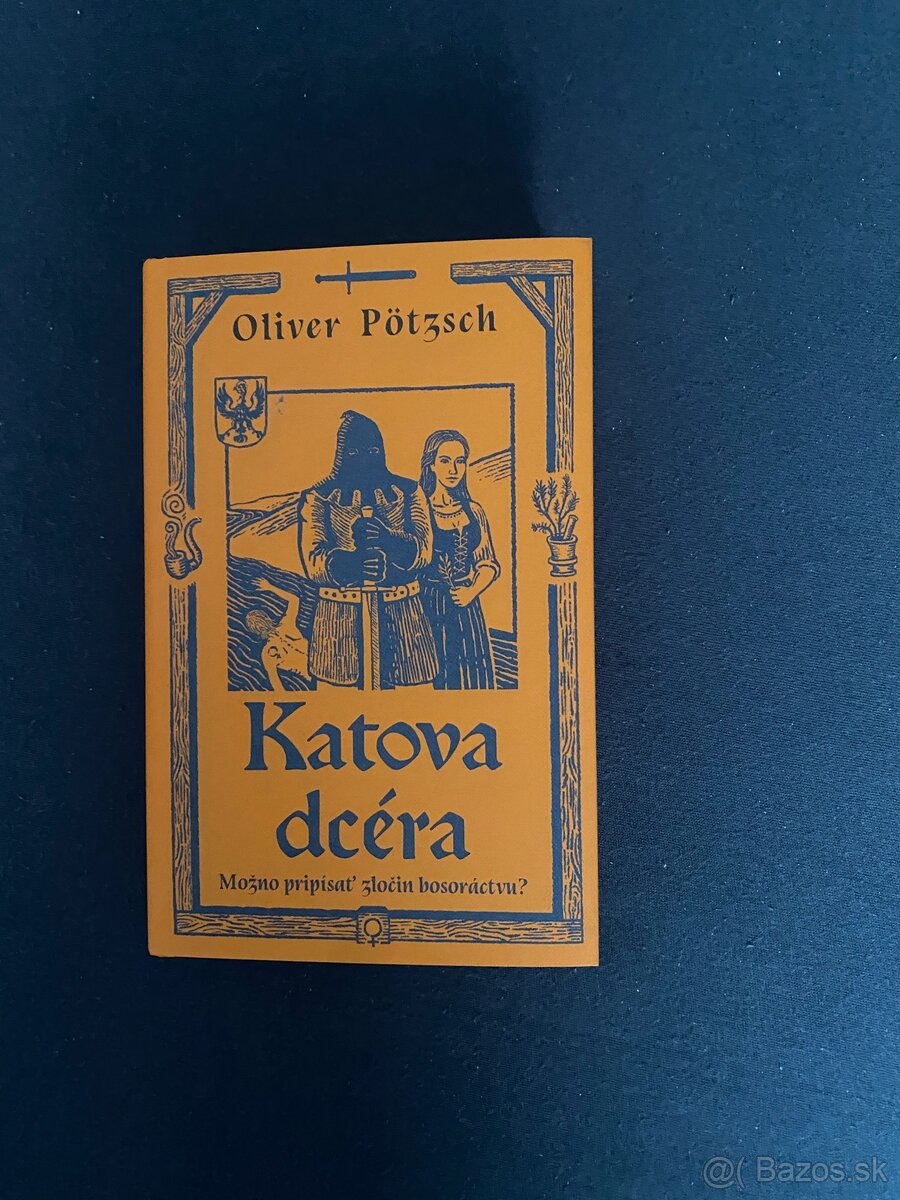 Oliver Pötzsch
Katova
dcéra
Možno pripísať zločin bosoráctvu?
@( Bazos.sk